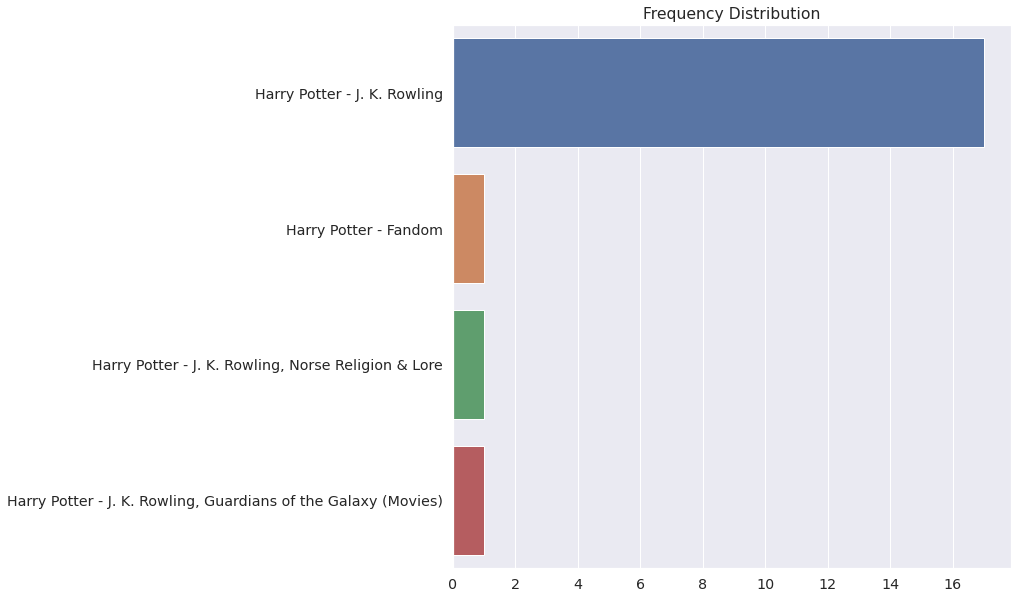 Frequency Distribution
Harry Potter - J. K. Rowling
Harry Potter - Fandom
Harry Potter - J. K. Rowling, Norse Religion & Lore
Harry Potter - J. K. Rowling, Guardians of the Galaxy (Movies)
0 2 4 6 8 10 12 14 16